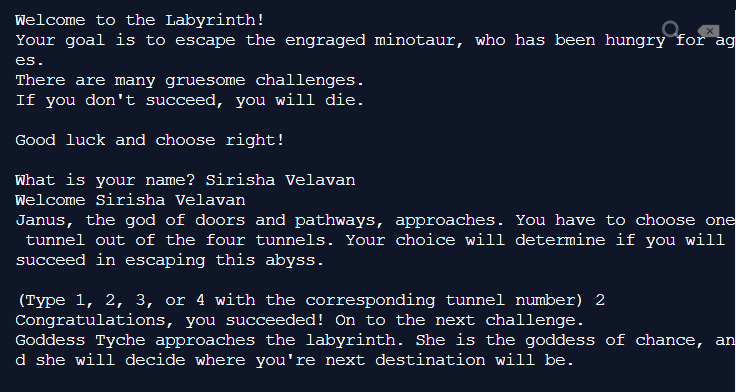 Welcome to the Labyrinth!
Your goal is to escape the engraged minotaur, who has been hungry for ag
es.
There are many gruesome challenges.
If you don't succeed, you will die.
Good luck and choose right!
What is your name? Sirisha Velavan
Welcome Sirisha Velavan
Janus, the god of doors and pathways, approaches. You have to choose one
tunnel out of the four tunnels. Your choice will determine if you will
succeed in escaping this abyss.
(Type 1, 2, 3, or 4 with the corresponding tunnel number) 2
Congratulations, you succeeded! On to the next challenge.
Goddess Tyche approaches the labyrinth. She is the goddess of chance, an
d she will decide where you're next destination will be.